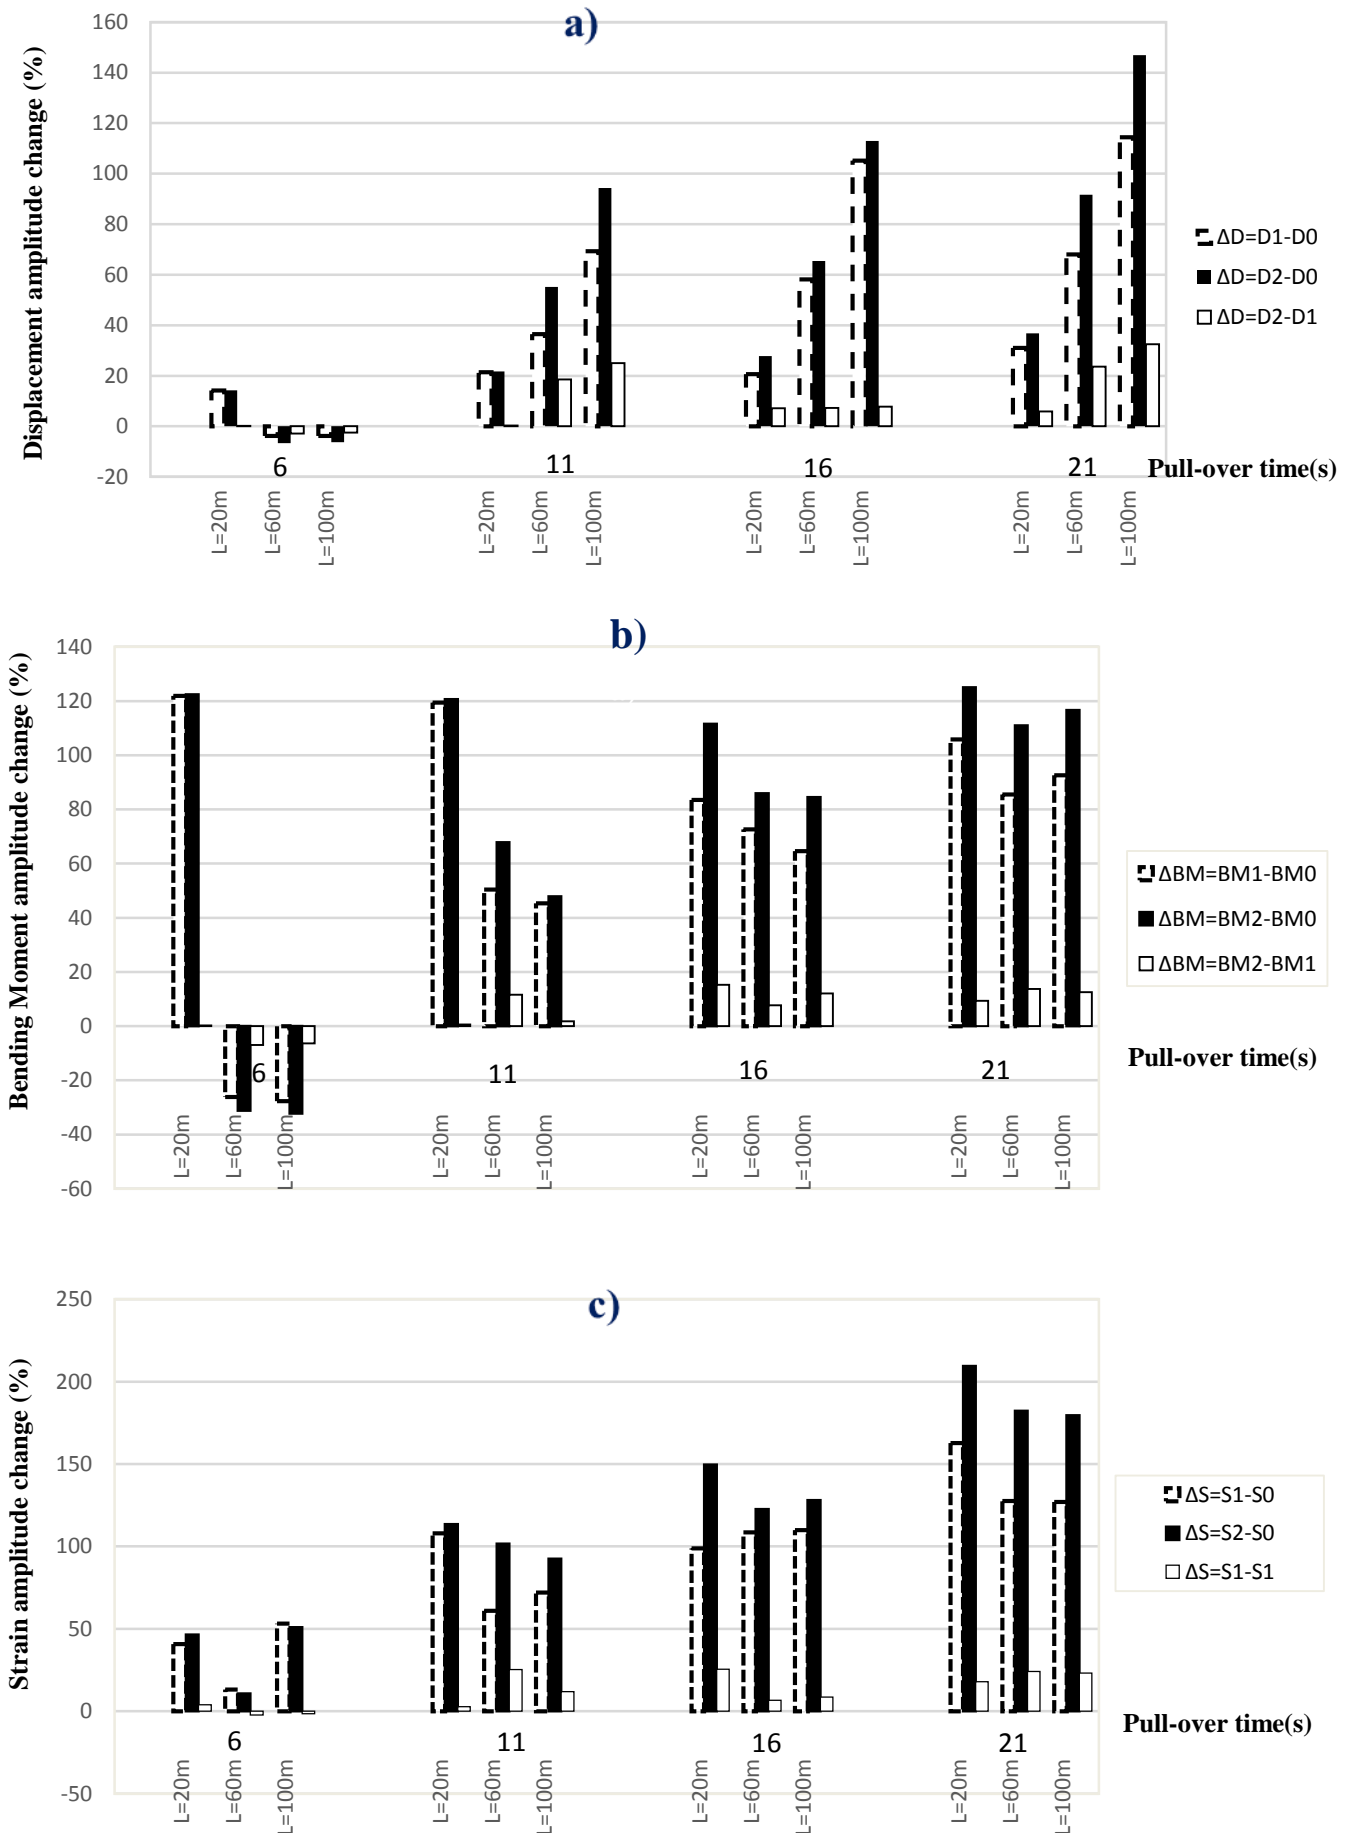 a)
Displacement amplitude change (%)
160
140
120
100
80
60
40
20
0
-20
6
11
16
21
Pull-over time(s)
L=20m
L=60m
L=100m
L=20m
L=60m
L=100m
L=20m
L=60m
L=100m
L=20m
L=60m
L=100m
ΔD=D1-D0
ΔD=D2-D0
ΔD=D2-D1
b)
Bending Moment amplitude change (%)
140
120
100
80
60
40
20
0
-20
-40
-60
6
11
16
21
Pull-over time(s)
L=20m
L=60m
L=100m
L=20m
L=60m
L=100m
L=20m
L=60m
L=100m
L=20m
L=60m
L=100m
ΔBM=BM1-BM0
ΔBM=BM2-BM0
ΔBM=BM2-BM1
c)
Strain amplitude change (%)
250
200
150
100
50
0
-50
6
11
16
21
Pull-over time(s)
L=20m
L=60m
L=100m
L=20m
L=60m
L=100m
L=20m
L=60m
L=100m
L=20m
L=60m
L=100m
ΔS=S1-S0
ΔS=S2-S0
ΔS=S1-S1